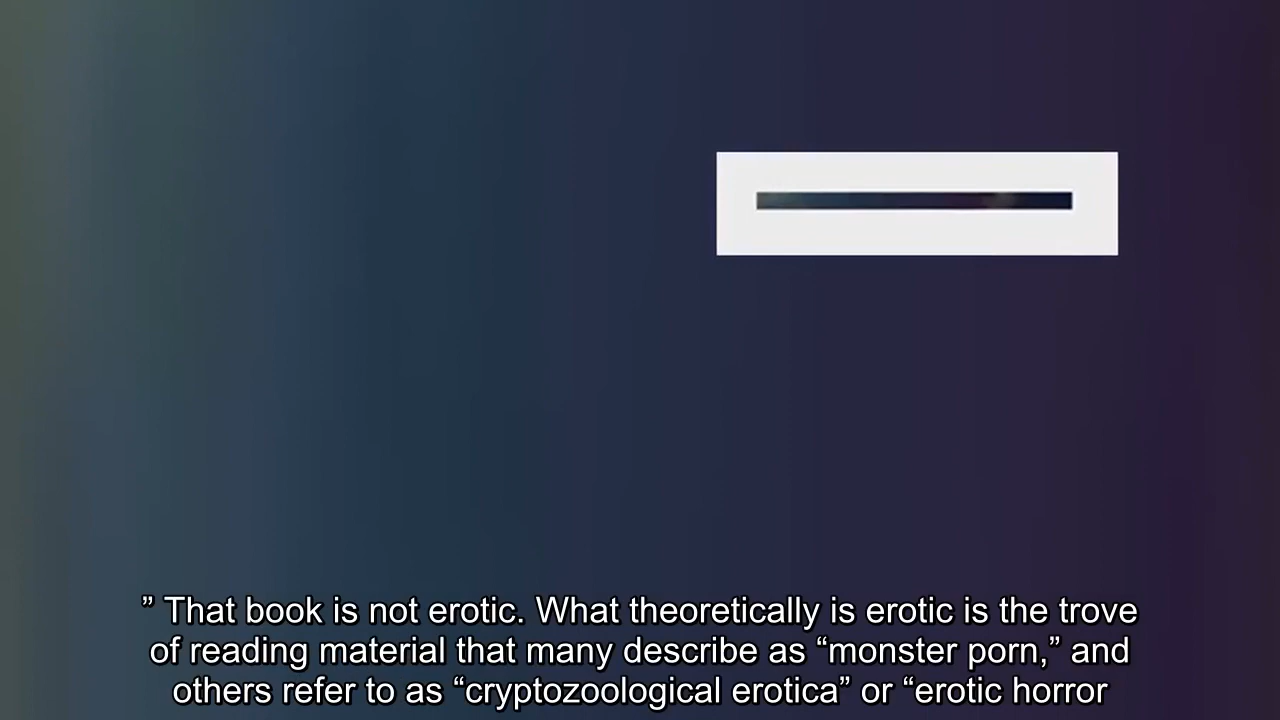 ” That book is not erotic. What theoretically is erotic is the trove
of reading material that many describe as “monster porn,” and
others refer to as “cryptozoological erotica” or “erotic horror